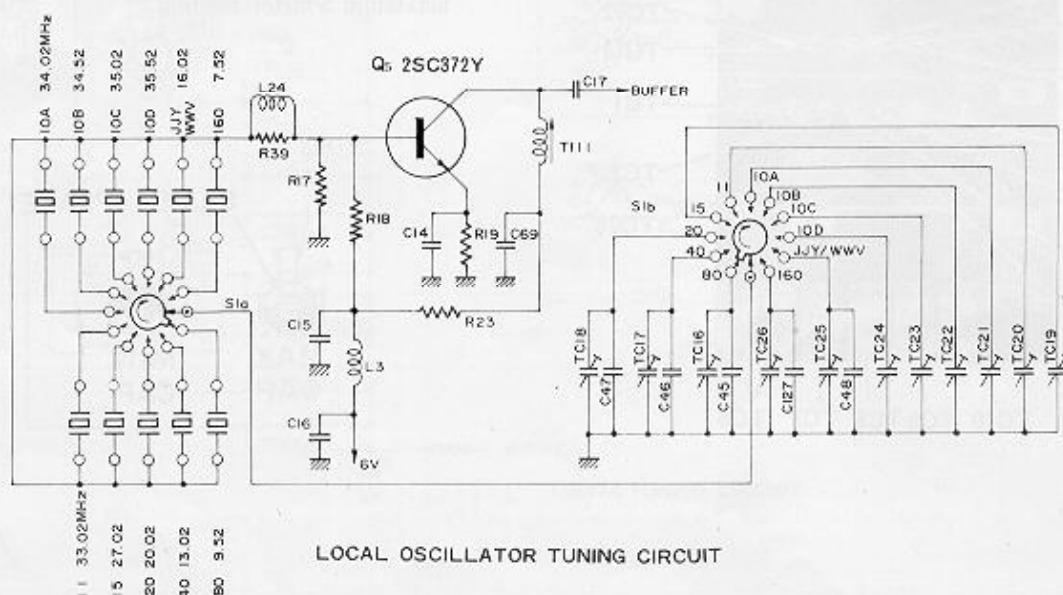 10A 34.02MHz
10B 34.52
10C 35.02
10D 35.52
JJY WWV 16.02
160 7.52
Q5 2SC372Y
L24
R39
R17
R18
C14
R19
C69
T111
C17
BUFFER
S1a
C15
L3
C16
6V
R23
S1b
80
40
20
15
11
10A
10B
10C
10D
JJY/WWV
160
TC18
C47
TC17
C46
TC16
C45
TC26
C127
TC25
C48
TC24
TC23
TC22
TC21
TC20
TC19
11 33.02MHz
15 27.02
20 20.02
40 13.02
80 9.52
LOCAL OSCILLATOR TUNING CIRCUIT